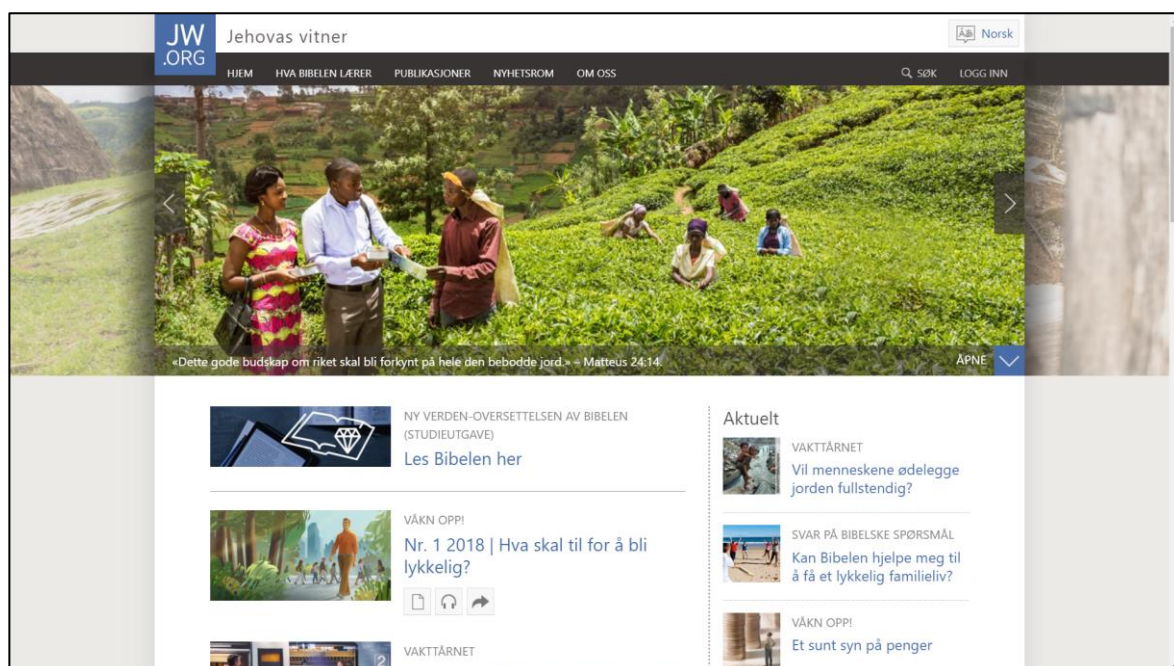 JW
.ORG
Jehovas vitner
Norsk
HJEM HVA BIBELEN LÆRER PUBLIKASJONER NYHETSROM OM OSS SØK LOGG INN
«Dette gode budskap om riket skal bli forkynt på hele den bebodde jord.» – Matteus 24:14.
ÅPNE
NY VERDEN-OVERSETTELSEN AV BIBELEN
(STUDIEUTGAVE)
Les Bibelen her
VÅKN OPP!
Nr. 1 2018 | Hva skal til for å bli
lykkelig?
VAKTTÅRNET
Aktuelt
VAKTTÅRNET
Vil menneskene ødelegge
jorden fullstendig?
SVAR PÅ BIBELSKE SPØRSMÅL
Kan Bibelen hjelpe meg til
å få et lykkelig familieliv?
VÅKN OPP!
Et sunt syn på penger